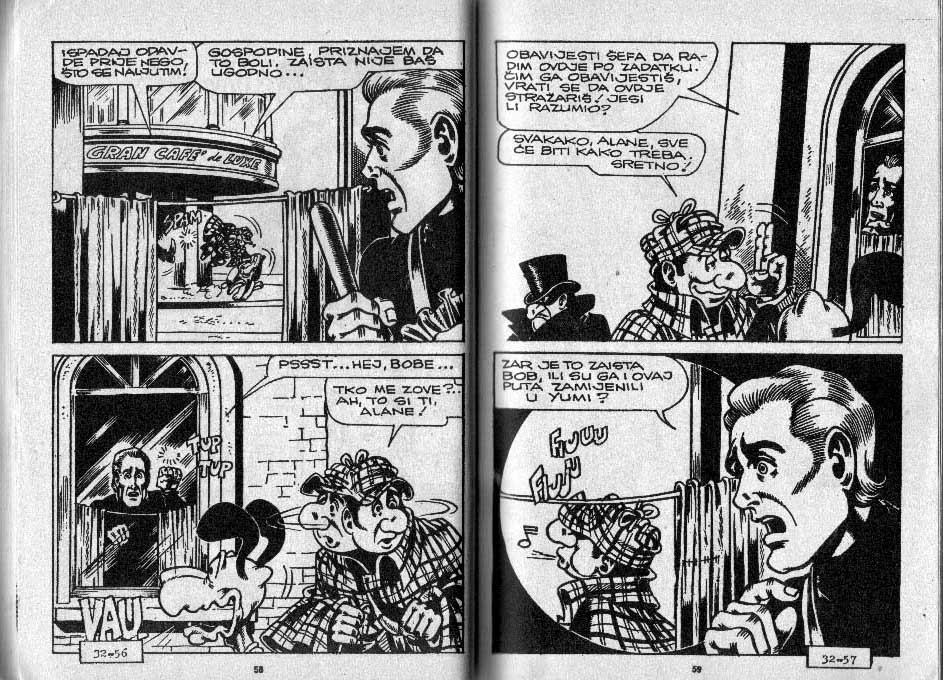 ISPADAJ ODAV-
DE PRIJE NEGO
ŠTO SE NALJUTIM!
GOSPODINE, PRIZNAJEM DA
TO BOLI. ZAISTA NIJE BAŠ
UGODNO...
GRAN CAFE' de LUXE
SPAM
PSSST...HEJ, BOBE...
TKO ME ZOVE?..
AH, TO SI TI,
ALANE!
TUP
TUP
VAU
32-56
58
OBAVIJESTI ŠEFA DA RA-
DIM OVDJE PO ZADATKU.
ČIM GA OBAVIJESTIŠ,
VRATI SE DA OVDJE
STRAŽARIŠ! JESI
LI RAZUMIO?
SVAKAKO, ALANE, SVE
ĆE BITI KAKO TREBA.
SRETNO!
ZAR JE TO ZAISTA
BOB, ILI SU GA I OVAJ
PUTA ZAMIJENILI
U YUMI?
FIJUUU
FIJUJU
32-57
59